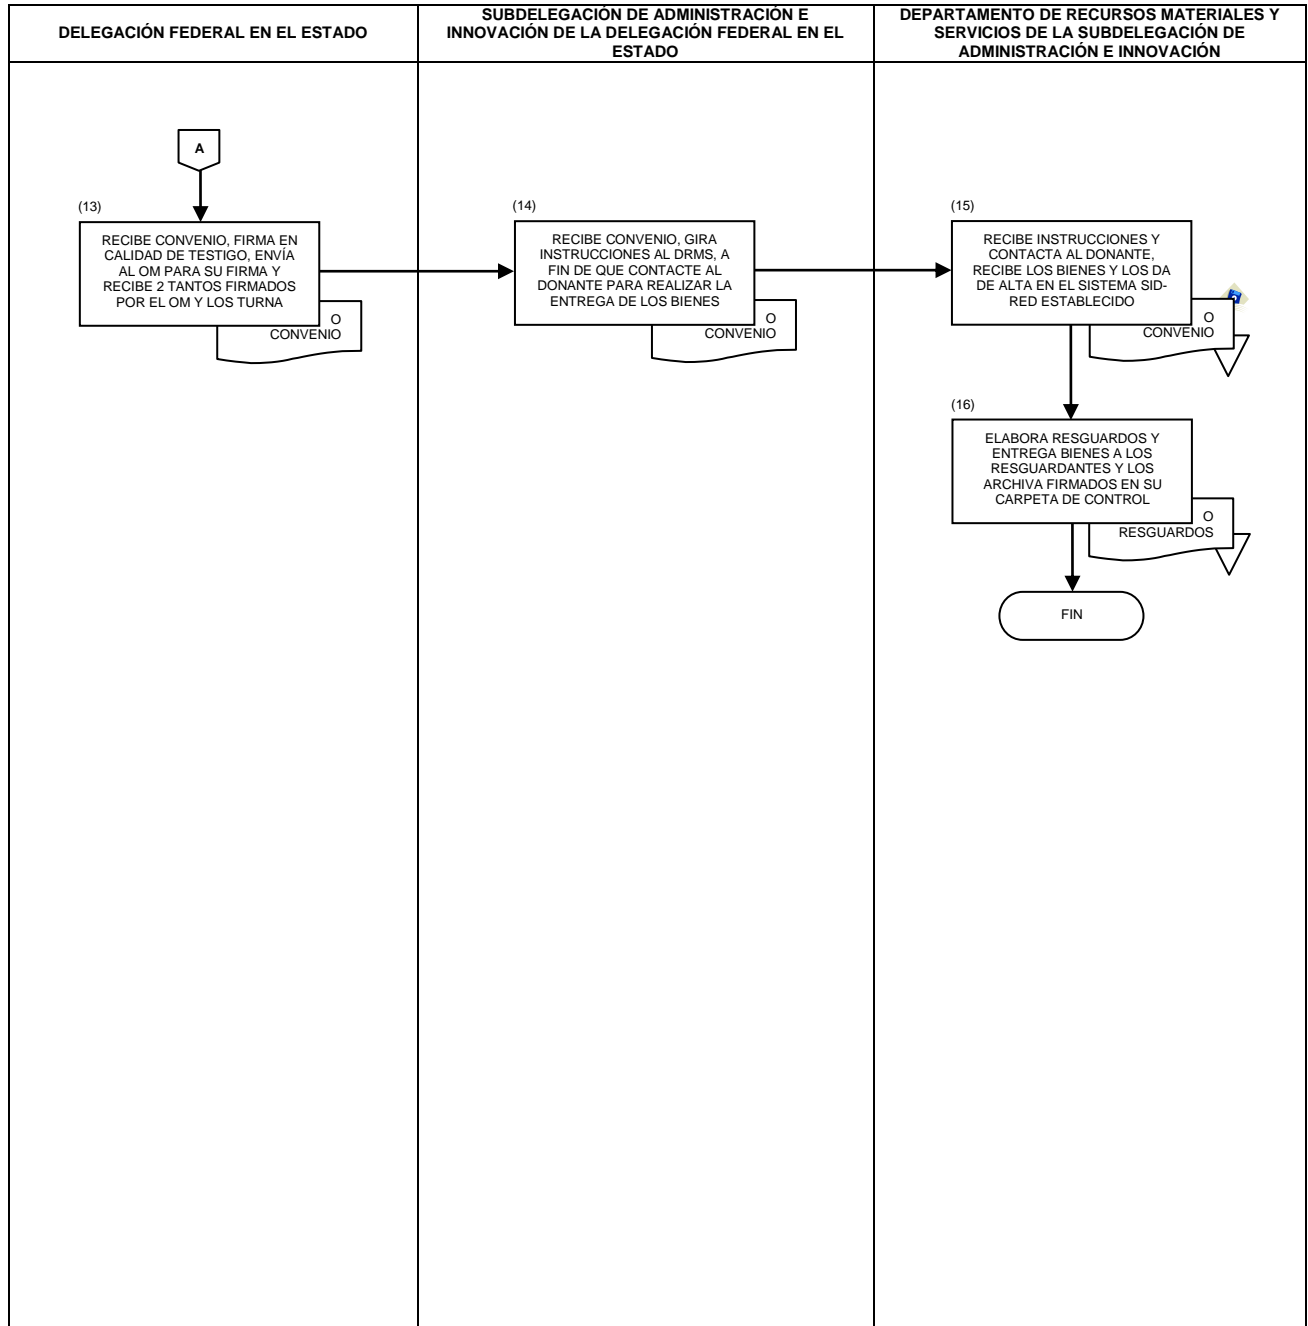 DELEGACIÓN FEDERAL EN EL ESTADO
SUBDELEGACIÓN DE ADMINISTRACIÓN E
INNOVACIÓN DE LA DELEGACIÓN FEDERAL EN EL
ESTADO
DEPARTAMENTO DE RECURSOS MATERIALES Y
SERVICIOS DE LA SUBDELEGACIÓN DE
ADMINISTRACIÓN E INNOVACIÓN
A
(13)
RECIBE CONVENIO, FIRMA EN
CALIDAD DE TESTIGO, ENVÍA
AL OM PARA SU FIRMA Y
RECIBE 2 TANTOS FIRMADOS
POR EL OM Y LOS TURNA
O
CONVENIO
(14)
RECIBE CONVENIO, GIRA
INSTRUCCIONES AL DRMS, A
FIN DE QUE CONTACTE AL
DONANTE PARA REALIZAR LA
ENTREGA DE LOS BIENES
O
CONVENIO
(15)
RECIBE INSTRUCCIONES Y
CONTACTA AL DONANTE,
RECIBE LOS BIENES Y LOS DA
DE ALTA EN EL SISTEMA SID-
RED ESTABLECIDO
O
CONVENIO
(16)
ELABORA RESGUARDOS Y
ENTREGA BIENES A LOS
RESGUARDANTES Y LOS
ARCHIVA FIRMADOS EN SU
CARPETA DE CONTROL
O
RESGUARDOS
FIN